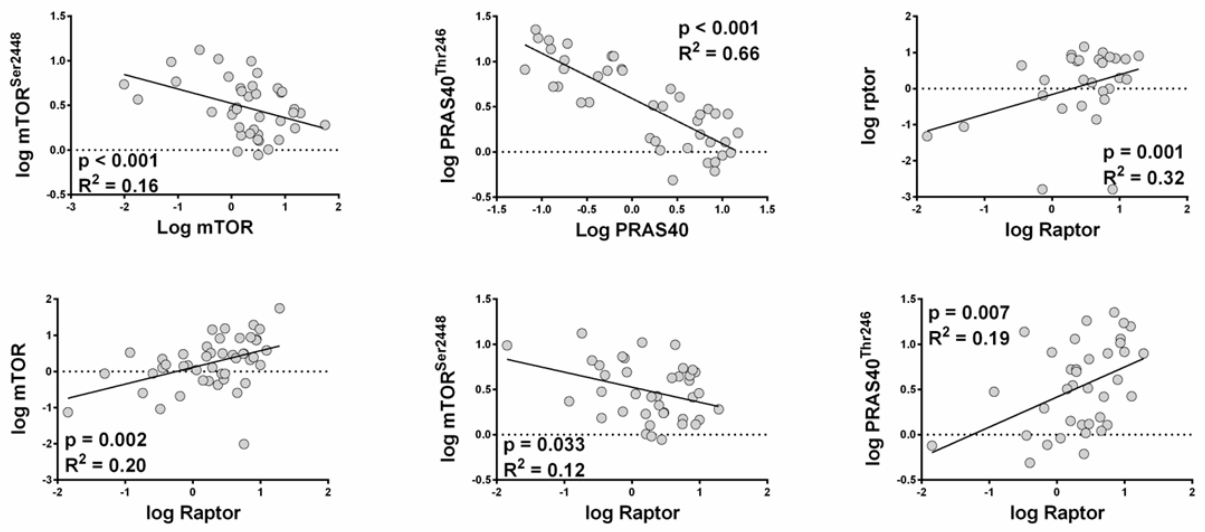 log mTOR^Ser2448
1.5
1.0
0.5
0.0
-0.5
p < 0.001
R² = 0.16
-3 -2 -1 0 1 2
Log mTOR
log PRAS40^Thr246
1.5
1.0
0.5
0.0
-0.5
p < 0.001
R² = 0.66
-1.5 -1.0 -0.5 0.0 0.5 1.0 1.5
Log PRAS40
log rptor
2
1
0
-1
-2
-3
p = 0.001
R² = 0.32
-2 -1 0 1 2
log Raptor
log mTOR
2
1
0
-1
-2
-3
p = 0.002
R² = 0.20
-2 -1 0 1 2
log Raptor
log mTOR^Ser2448
1.5
1.0
0.5
0.0
-0.5
p = 0.033
R² = 0.12
-2 -1 0 1 2
log Raptor
log PRAS40^Thr246
1.5
1.0
0.5
0.0
-0.5
p = 0.007
R² = 0.19
-2 -1 0 1 2
log Raptor